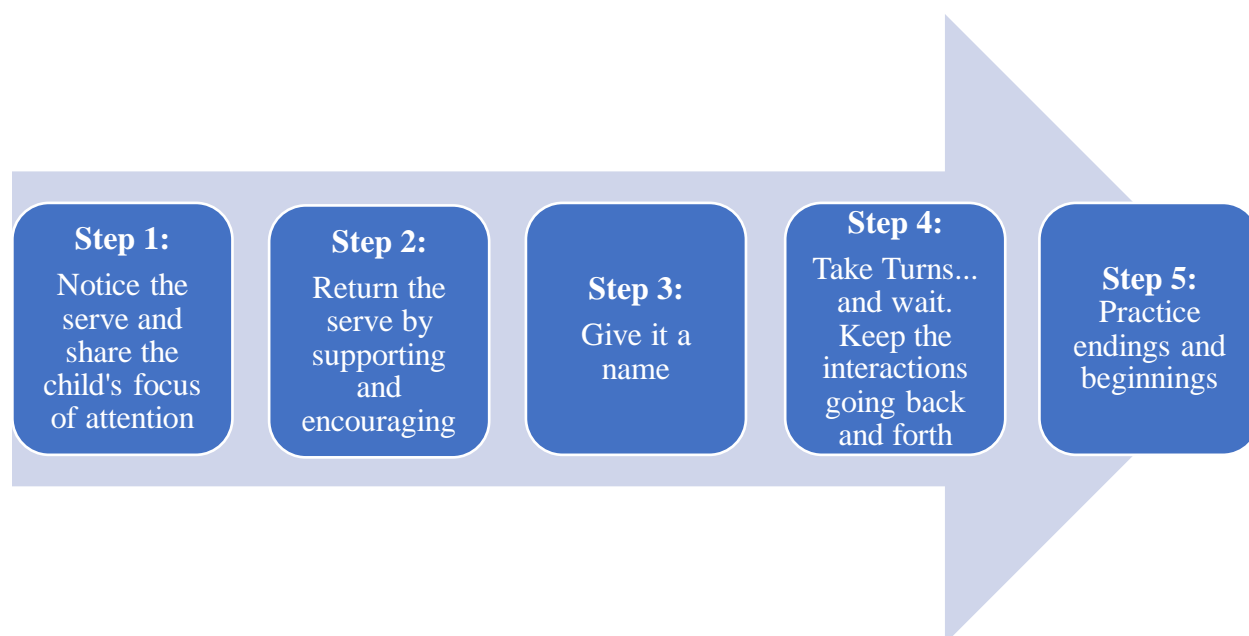 Step 1:
Notice the
serve and
share the
child's focus
of attention
Step 2:
Return the
serve by
supporting
and
encouraging
Step 3:
Give it a
name
Step 4:
Take Turns...
and wait.
Keep the
interactions
going back
and forth
Step 5:
Practice
endings and
beginnings